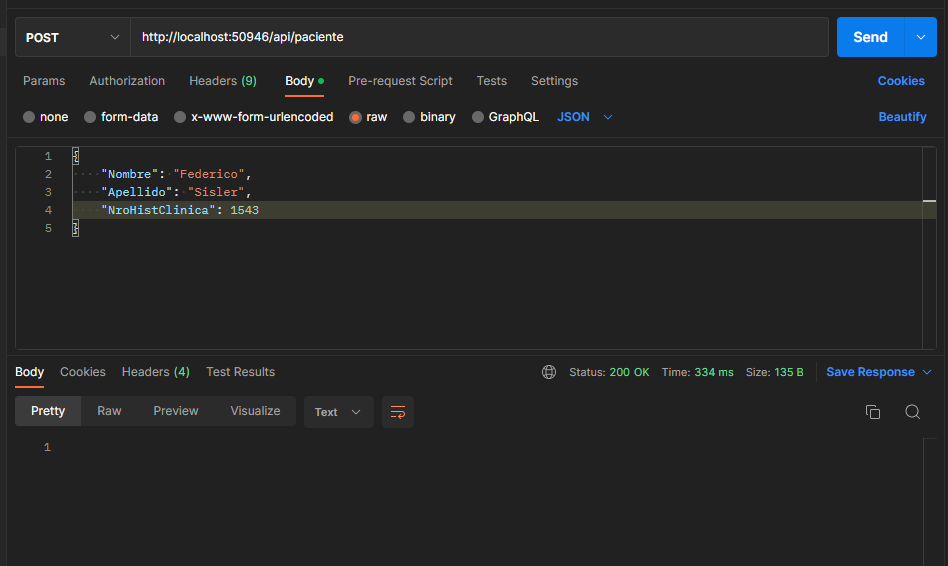 POST http://localhost:50946/api/paciente Send
Params Authorization Headers (9) Body Pre-request Script Tests Settings Cookies
none form-data x-www-form-urlencoded raw binary GraphQL JSON Beautify
1 {
2 "Nombre": "Federico",
3 "Apellido": "Sisler",
4 "NroHistClinica": 1543
5 }
Body Cookies Headers (4) Test Results Status: 200 OK Time: 334 ms Size: 135 B Save Response
Pretty Raw Preview Visualize Text
1